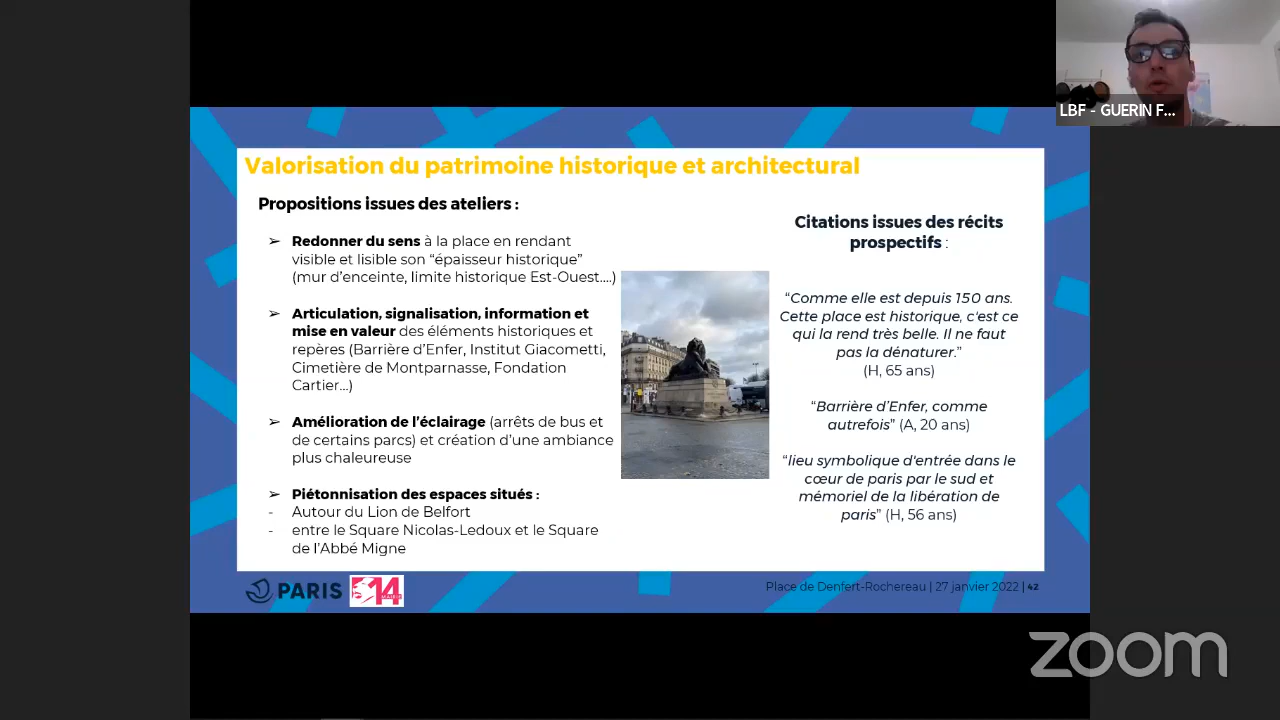 LBF - GUERIN F...
Valorisation du patrimoine historique et architectural
Propositions issues des ateliers :
➢ Redonner du sens à la place en rendant
visible et lisible son “épaisseur historique”
(mur d’enceinte, limite historique Est-Ouest....)
➢ Articulation, signalisation, information et
mise en valeur des éléments historiques et
repères (Barrière d’Enfer, Institut Giacometti,
Cimetière de Montparnasse, Fondation
Cartier...)
➢ Amélioration de l’éclairage (arrêts de bus et
de certains parcs) et création d’une ambiance
plus chaleureuse
➢ Piétonnisation des espaces situés :
- Autour du Lion de Belfort
- entre le Square Nicolas-Ledoux et le Square
de l’Abbé Migne
Citations issues des récits
prospectifs :
“Comme elle est depuis 150 ans.
Cette place est historique, c'est ce
qui la rend très belle. Il ne faut
pas la dénaturer.”
(H, 65 ans)
“Barrière d’Enfer, comme
autrefois” (A, 20 ans)
“lieu symbolique d'entrée dans le
cœur de paris par le sud et
mémoriel de la libération de
paris” (H, 56 ans)
PARIS
14
MAIRIE
Place de Denfert-Rochereau | 27 janvier 2022 | 42
zoom